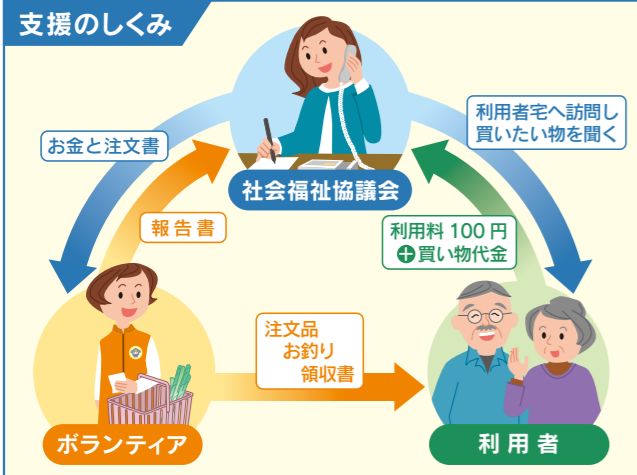 支援のしくみ
お金と注文書
利用者宅へ訪問し
買いたい物を聞く
社会福祉協議会
報告書
利用料100円
+買い物代金
注文品
お釣り
領収書
ボランティア
利用者